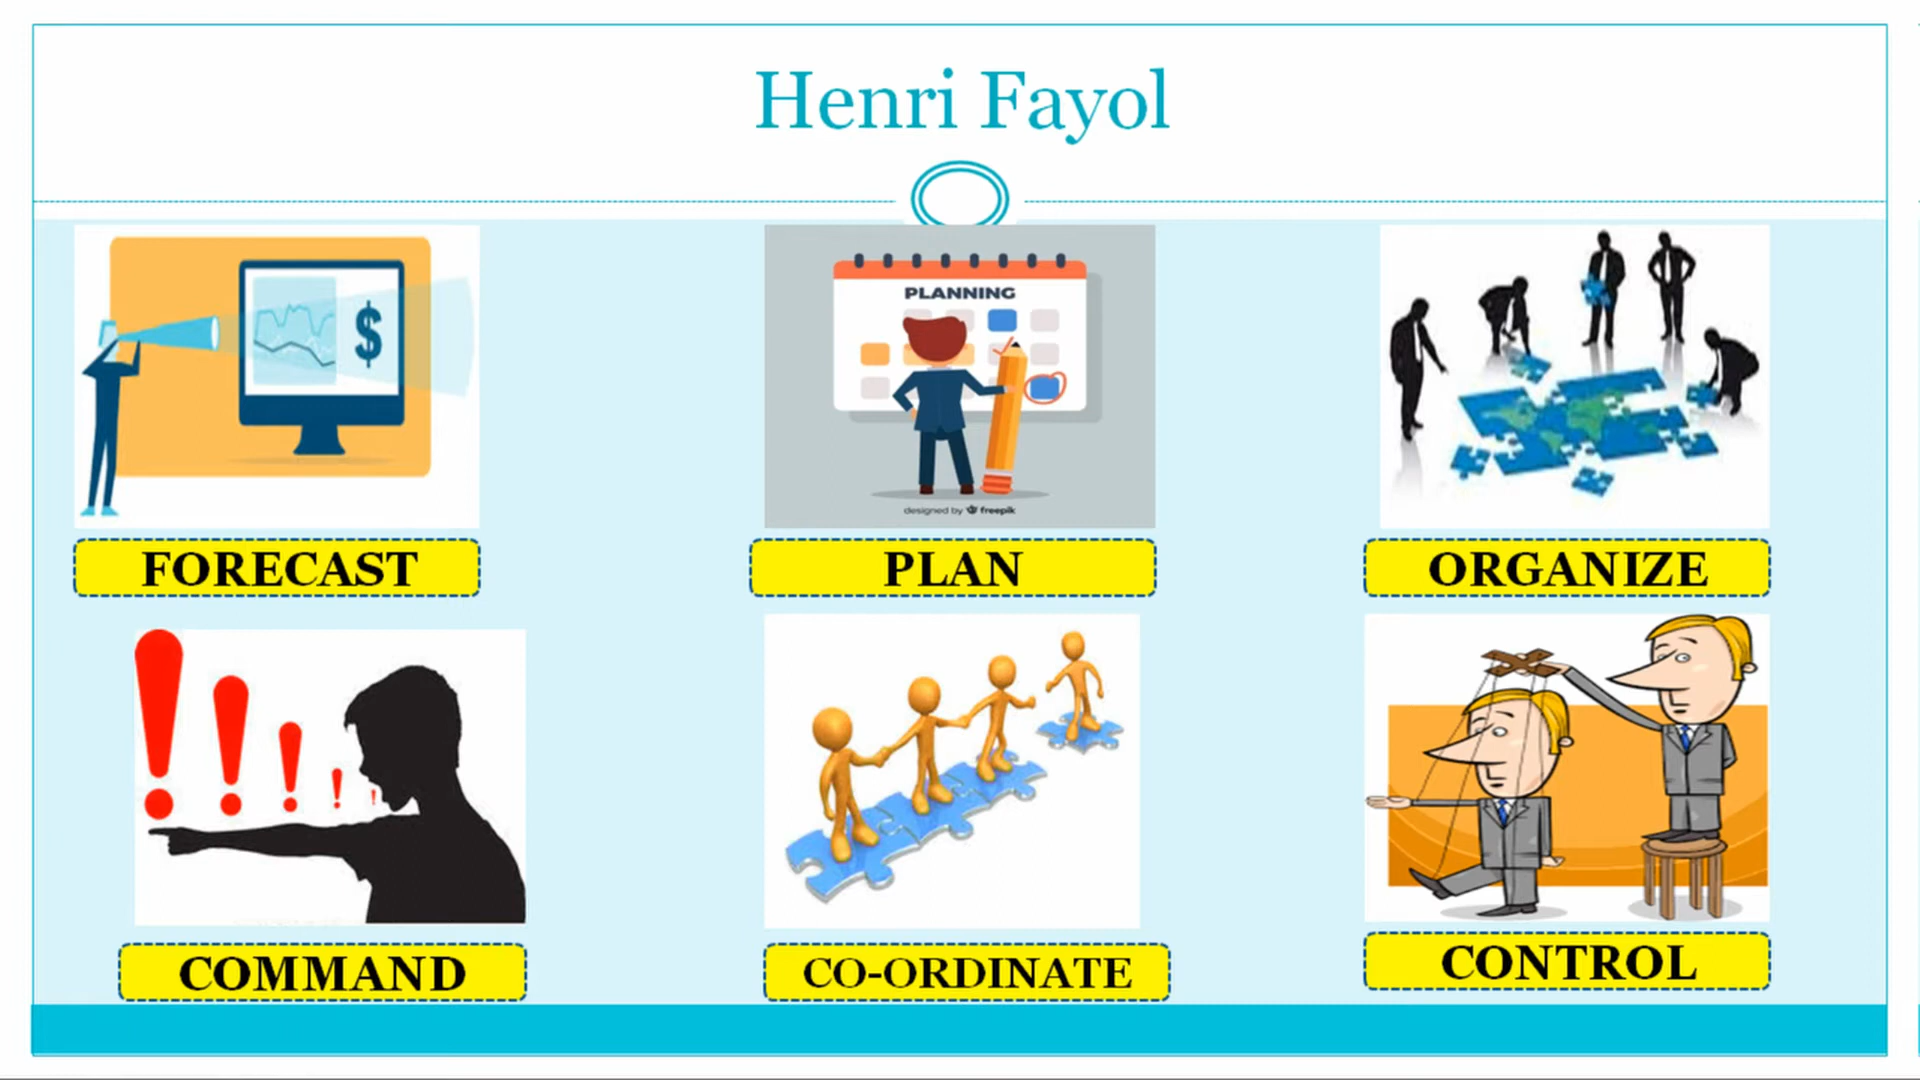 Henri Fayol
$
PLANNING
designed by freepik
FORECAST
PLAN
ORGANIZE
COMMAND
CO-ORDINATE
CONTROL